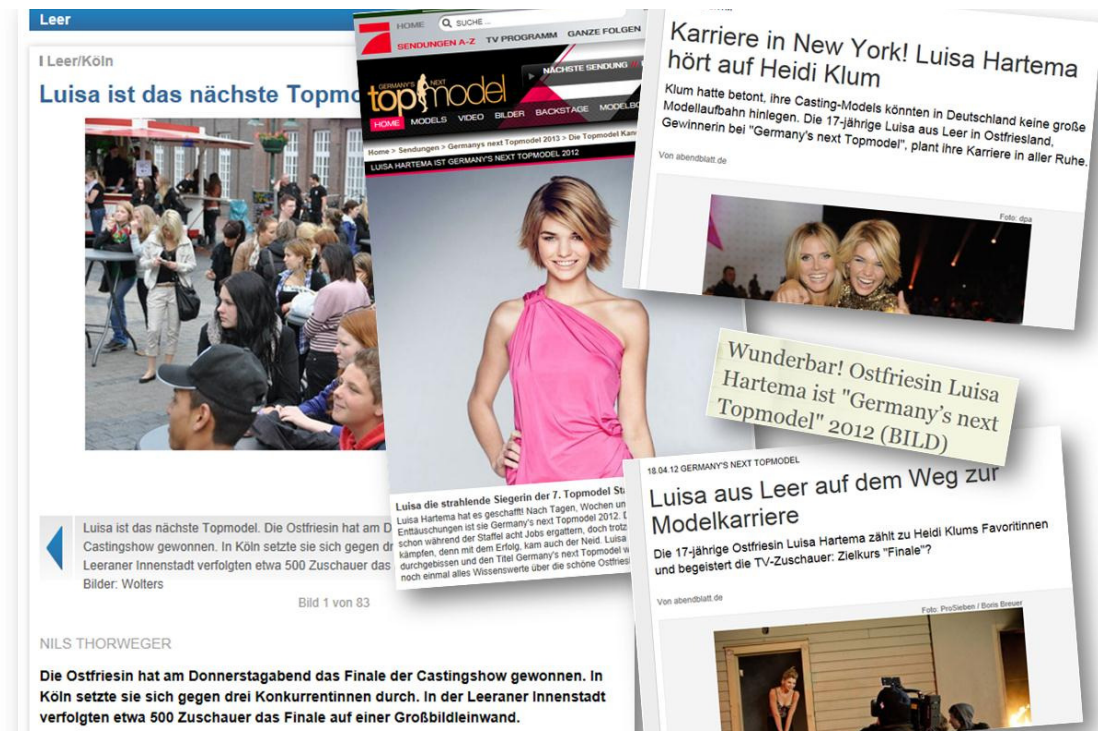 Leer
Leer/Köln
Luisa ist das nächste Topmo
Luisa ist das nächste Topmodel. Die Ostfriesin hat am D
Castingshow gewonnen. In Köln setzte sie sich gegen dr
Leeraner Innenstadt verfolgten etwa 500 Zuschauer das
Bilder: Wolters
Bild 1 von 83
NILS THORWEGER
Die Ostfriesin hat am Donnerstagabend das Finale der Castingshow gewonnen. In
Köln setzte sie sich gegen drei Konkurrentinnen durch. In der Leeraner Innenstadt
verfolgten etwa 500 Zuschauer das Finale auf einer Großbildleinwand.
HOME SUCHE ...
SENDUNGEN A-Z TV PROGRAMM GANZE FOLGEN
GERMANY'S NEXT
topmodel
NÄCHSTE SENDUNG
HOME MODELS VIDEO BILDER BACKSTAGE MODELBO
Home > Sendungen > Germanys next Topmodel 2013 > Die Topmodel Kan
LUISA HARTEMA IST GERMANY'S NEXT TOPMODEL 2012
Luisa die strahlende Siegerin der 7. Topmodel Sta
Luisa Hartema hat es geschafft! Nach Tagen, Wochen un
Enttäuschungen ist sie Germany's next Topmodel 2012. D
schon während der Staffel acht Jobs ergattern, doch trotz
kämpfen, denn mit dem Erfolg, kam auch der Neid. Luisa
durchgebissen und den Titel Germany's next Topmodel w
noch einmal alles Wissenswerte über die schöne Ostfries
Karriere in New York! Luisa Hartema
hört auf Heidi Klum
Klum hatte betont, ihre Casting-Models könnten in Deutschland keine große
Modellaufbahn hinlegen. Die 17-jährige Luisa aus Leer in Ostfriesland,
Gewinnerin bei "Germany's next Topmodel", plant ihre Karriere in aller Ruhe.
Von abendblatt.de
Foto: dpa
Wunderbar! Ostfriesin Luisa
Hartema ist "Germany's next
Topmodel" 2012 (BILD)
18.04.12 GERMANY'S NEXT TOPMODEL
Luisa aus Leer auf dem Weg zur
Modelkarriere
Die 17-jährige Ostfriesin Luisa Hartema zählt zu Heidi Klums Favoritinnen
und begeistert die TV-Zuschauer: Zielkurs "Finale"?
Von abendblatt.de
Foto: ProSieben / Boris Breuer